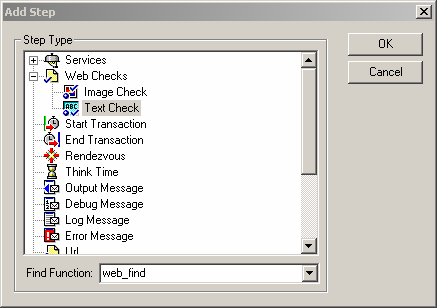 Add Step
Step Type
Services
Web Checks
Image Check
ABC
Text Check
Start Transaction
End Transaction
Rendezvous
Think Time
Output Message
Debug Message
Log Message
Error Message
Url
Find Function: web_find
OK
Cancel